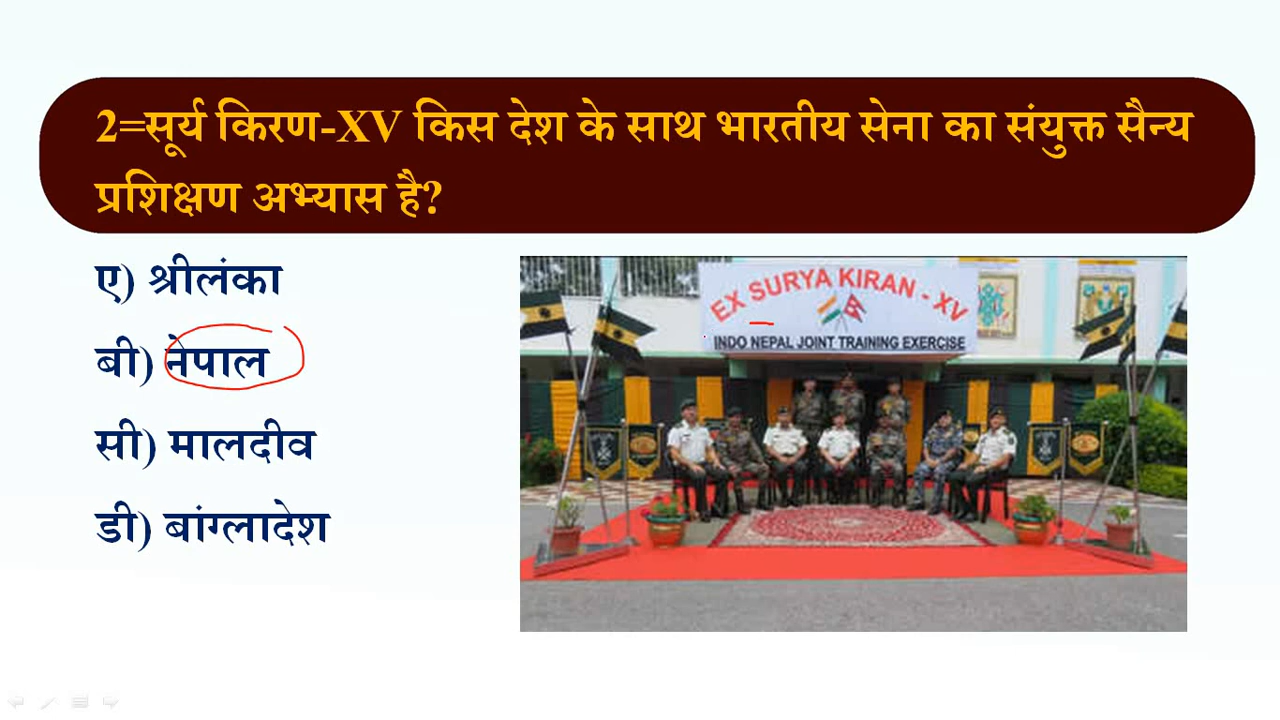 2=सूर्य किरण-XV किस देश के साथ भारतीय सेना का संयुक्त सैन्य
प्रशिक्षण अभ्यास है?
ए) श्रीलंका
बी) नेपाल
सी) मालदीव
डी) बांग्लादेश
EX SURYA KIRAN - XV
INDO NEPAL JOINT TRAINING EXERCISE